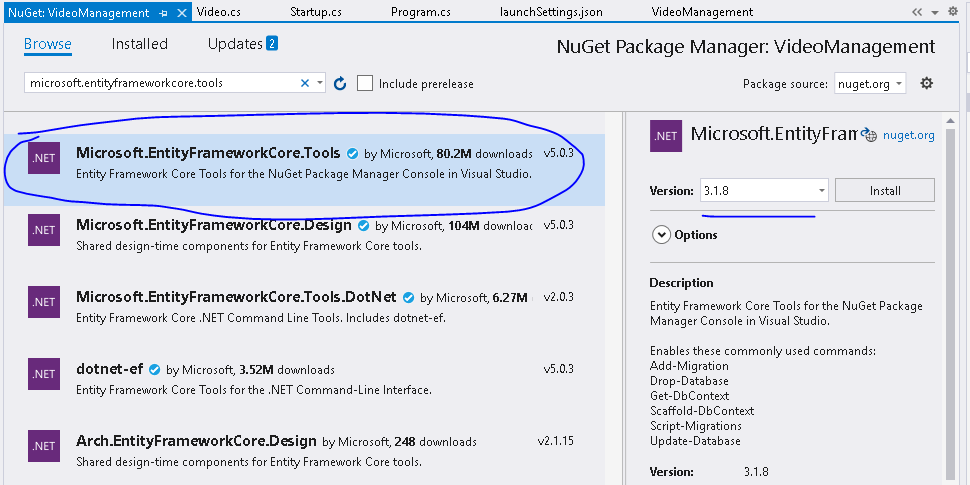 NuGet: VideoManagement
Video.cs
Startup.cs
Program.cs
launchSettings.json
VideoManagement
Browse
Installed
Updates 2
NuGet Package Manager: VideoManagement
microsoft.entityframeworkcore.tools
Include prerelease
Package source: nuget.org
.NET
Microsoft.EntityFrameworkCore.Tools by Microsoft, 80.2M downloads v5.0.3
Entity Framework Core Tools for the NuGet Package Manager Console in Visual Studio.
.NET
Microsoft.EntityFrameworkCore.Design by Microsoft, 104M downloac v5.0.3
Shared design-time components for Entity Framework Core tools.
.NET
Microsoft.EntityFrameworkCore.Tools.DotNet by Microsoft, 6.27M v2.0.3
Entity Framework Core .NET Command Line Tools. Includes dotnet-ef.
.NET
dotnet-ef by Microsoft, 3.52M downloads v5.0.3
Entity Framework Core Tools for the .NET Command-Line Interface.
.NET
Arch.EntityFrameworkCore.Design by Microsoft, 248 downloads v2.1.15
Shared design-time components for Entity Framework Core tools.
.NET
Microsoft.EntityFram nuget.org
Version: 3.1.8 Install
Options
Description
Entity Framework Core Tools for the NuGet Package
Manager Console in Visual Studio.
Enables these commonly used commands:
Add-Migration
Drop-Database
Get-DbContext
Scaffold-DbContext
Script-Migrations
Update-Database
Version: 3.1.8